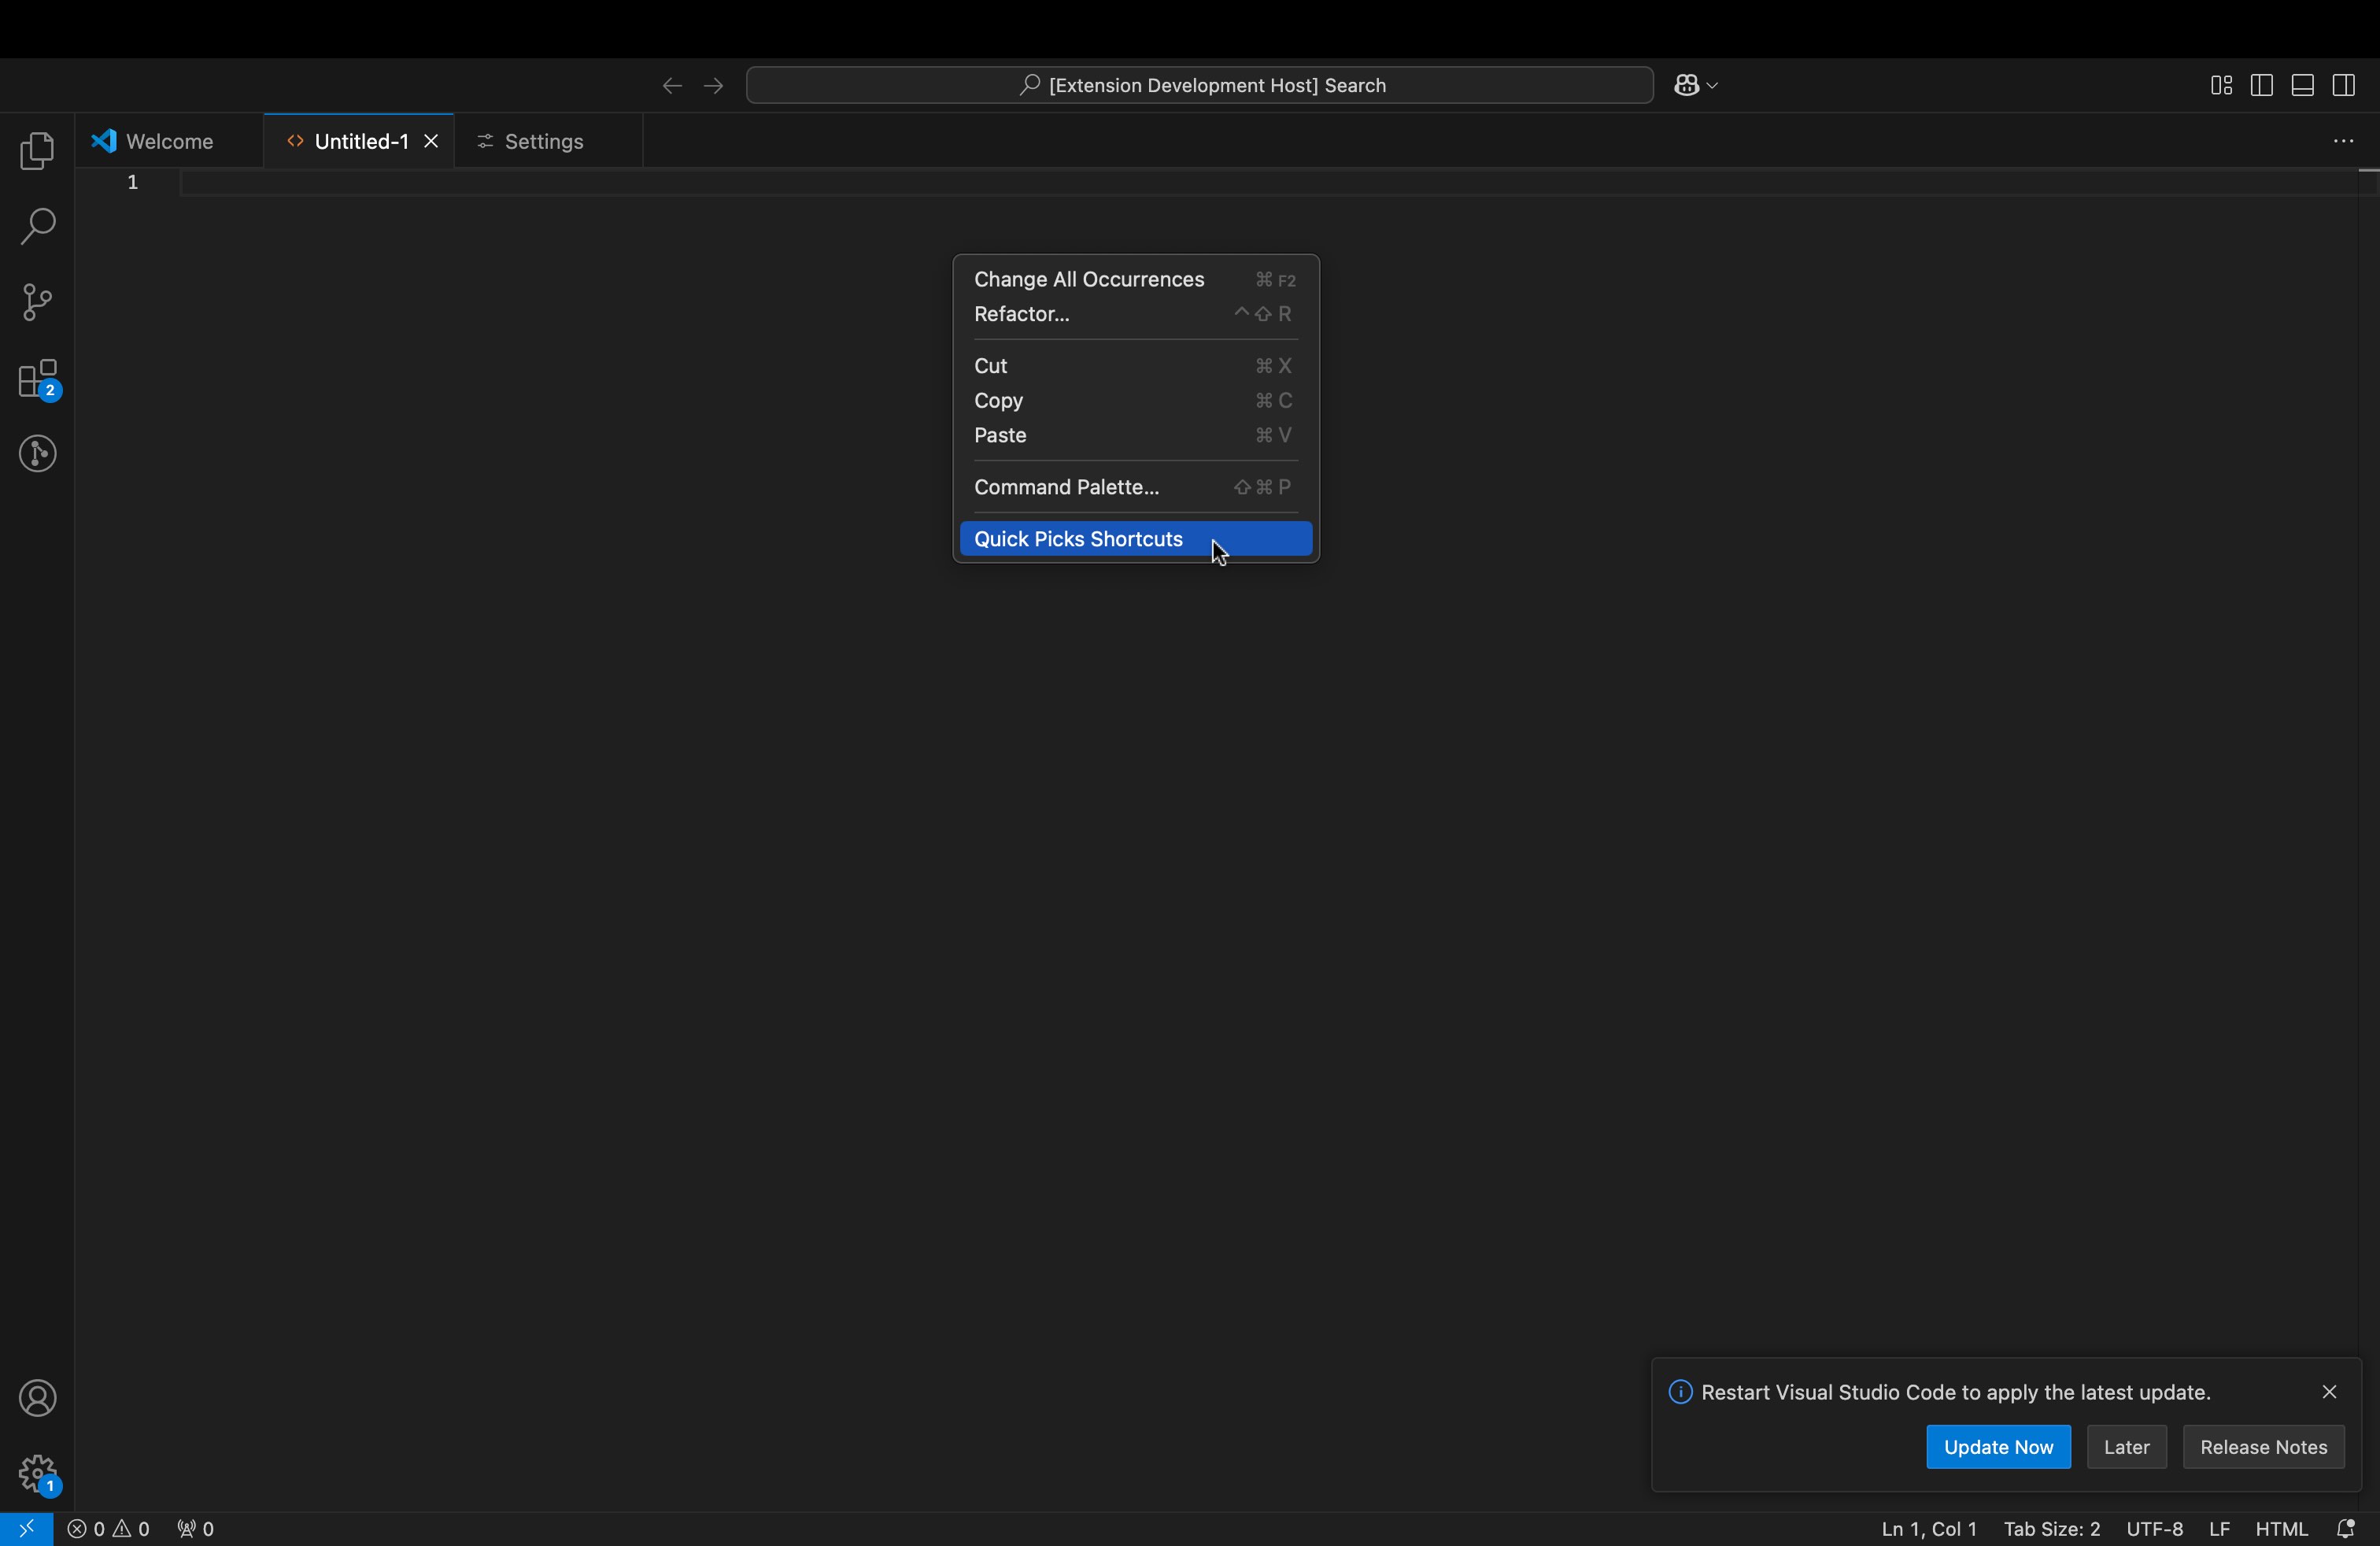 [Extension Development Host] Search
Welcome
Untitled-1
Settings
1
Change All Occurrences ⌘ F2
Refactor... ^⇧ R
Cut ⌘ X
Copy ⌘ C
Paste ⌘ V
Command Palette... ⇧⌘ P
Quick Picks Shortcuts
2
Restart Visual Studio Code to apply the latest update.
Update Now Later Release Notes
1
0 0 0 Ln 1, Col 1 Tab Size: 2 UTF-8 LF HTML